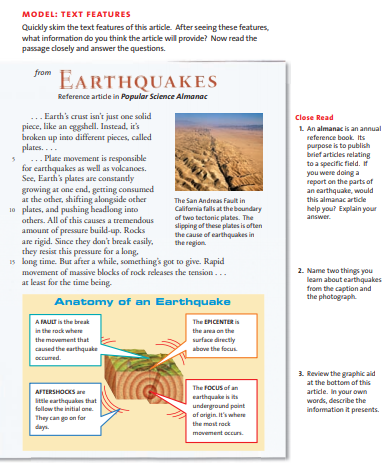 MODEL: TEXT FEATURES
Quickly skim the text features of this article. After seeing these features,
what information do you think the article will provide? Now read the
passage closely and answer the questions.
from EARTHQUAKES
Reference article in Popular Science Almanac
. . . Earth's crust isn't just one solid
piece, like an eggshell. Instead, it's
broken up into different pieces, called
plates. . . .
5 . . . Plate movement is responsible
for earthquakes as well as volcanoes.
See, Earth's plates are constantly
growing at one end, getting consumed
at the other, shifting alongside other
10 plates, and pushing headlong into
others. All of this causes a tremendous
amount of pressure build-up. Rocks
are rigid. Since they don't break easily,
they resist this pressure for a long,
15 long time. But after a while, something's got to give. Rapid
movement of massive blocks of rock releases the tension . . .
at least for the time being.
The San Andreas Fault in
California falls at the boundary
of two tectonic plates. The
slipping of these plates is often
the cause of earthquakes in
the region.
Anatomy of an Earthquake
A FAULT is the break
in the rock where
the movement that
caused the earthquake
occurred.
The EPICENTER is
the area on the
surface directly
above the focus.
AFTERSHOCKS are
little earthquakes that
follow the initial one.
They can go on for
days.
The FOCUS of an
earthquake is its
underground point
of origin. It's where
the most rock
movement occurs.
Close Read
1. An almanac is an annual
reference book. Its
purpose is to publish
brief articles relating
to a specific field. If
you were doing a
report on the parts of
an earthquake, would
this almanac article
help you? Explain your
answer.
2. Name two things you
learn about earthquakes
from the caption and
the photograph.
3. Review the graphic aid
at the bottom of this
article. In your own
words, describe the
information it presents.